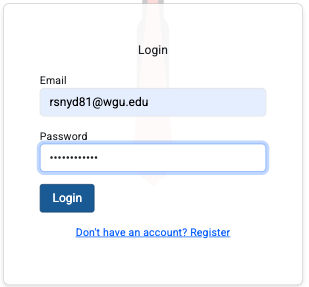 Login
Email
rsnyd81@wgu.edu
Password
••••••••••••
Login
Don't have an account? Register